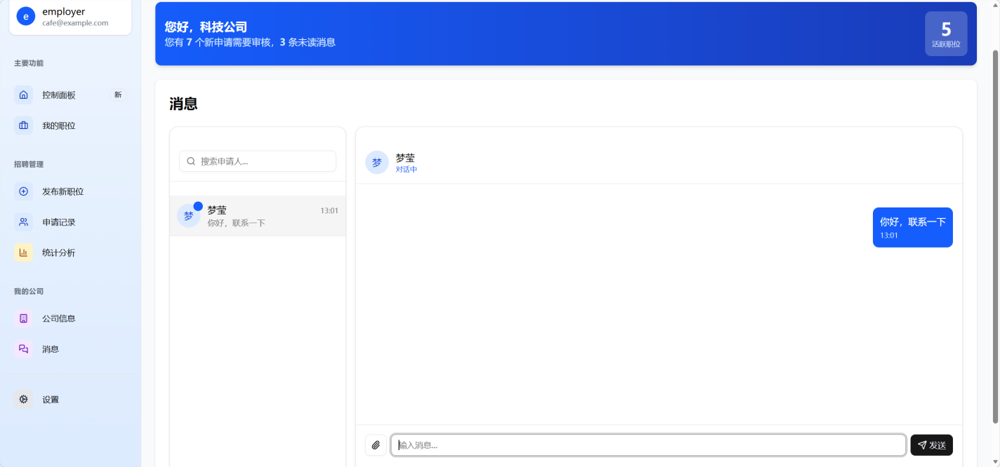 e
employer
cafe@example.com
主要功能
控制面板
新
我的职位
招聘管理
发布新职位
申请记录
统计分析
我的公司
公司信息
消息
设置
您好，科技公司
您有 7 个新申请需要审核，3 条未读消息
5
活跃职位
消息
搜索申请人...
梦
梦莹
13:01
你好，联系一下
梦
梦莹
对话中
你好，联系一下
13:01
输入消息...
发送